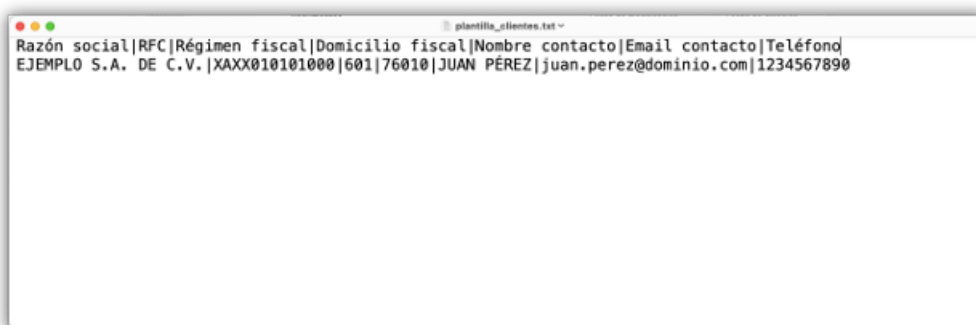 plantilla_clientes.txt
Razón social|RFC|Régimen fiscal|Domicilio fiscal|Nombre contacto|Email contacto|Teléfono
EJEMPLO S.A. DE C.V.|XAXX010101000|601|76010|JUAN PÉREZ|juan.perez@dominio.com|1234567890